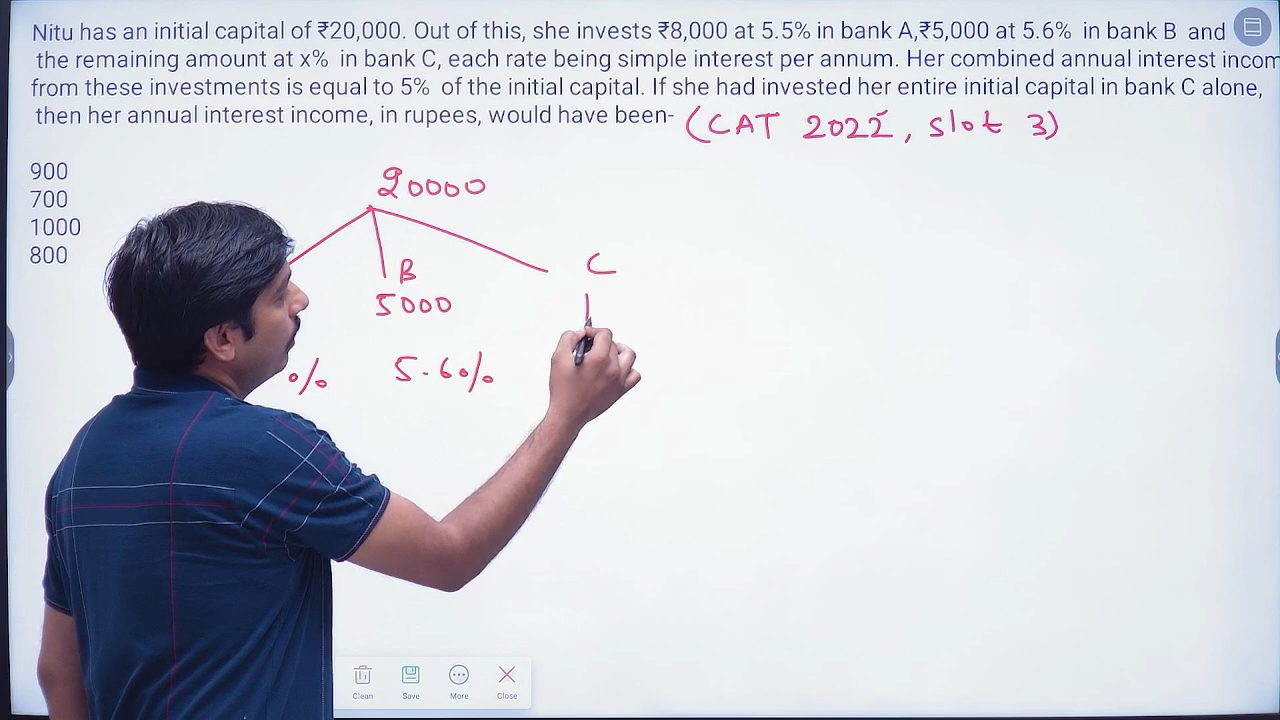 Nitu has an initial capital of ₹20,000. Out of this, she invests ₹8,000 at 5.5% in bank A,₹5,000 at 5.6% in bank B and
the remaining amount at x% in bank C, each rate being simple interest per annum. Her combined annual interest incom
from these investments is equal to 5% of the initial capital. If she had invested her entire initial capital in bank C alone,
then her annual interest income, in rupees, would have been- (CAT 2022, slot 3)
900
700
1000
800
20000
B C
5000
% 5.6%
Clean Save More Close